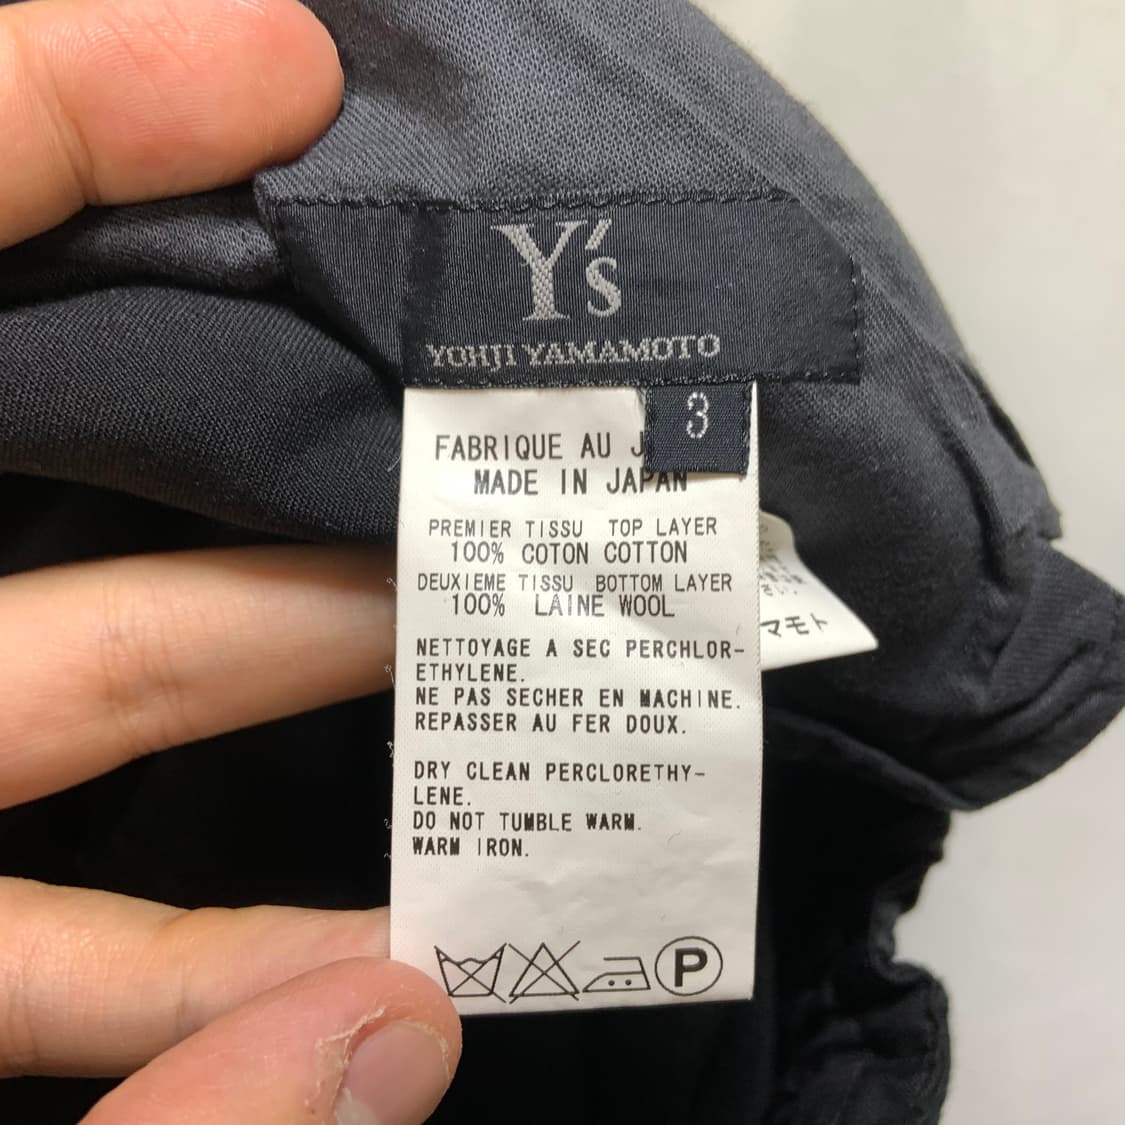 Y's
YOHJI YAMAMOTO
3
FABRIQUE AU J
MADE IN JAPAN
PREMIER TISSU TOP LAYER
100% COTON COTTON
DEUXIEME TISSU BOTTOM LAYER
100% LAINE WOOL
NETTOYAGE A SEC PERCHLOR-
ETHYLENE.
NE PAS SECHER EN MACHINE.
REPASSER AU FER DOUX.
DRY CLEAN PERCLORETHY-
LENE.
DO NOT TUMBLE WARM.
WARM IRON.
P
マモト